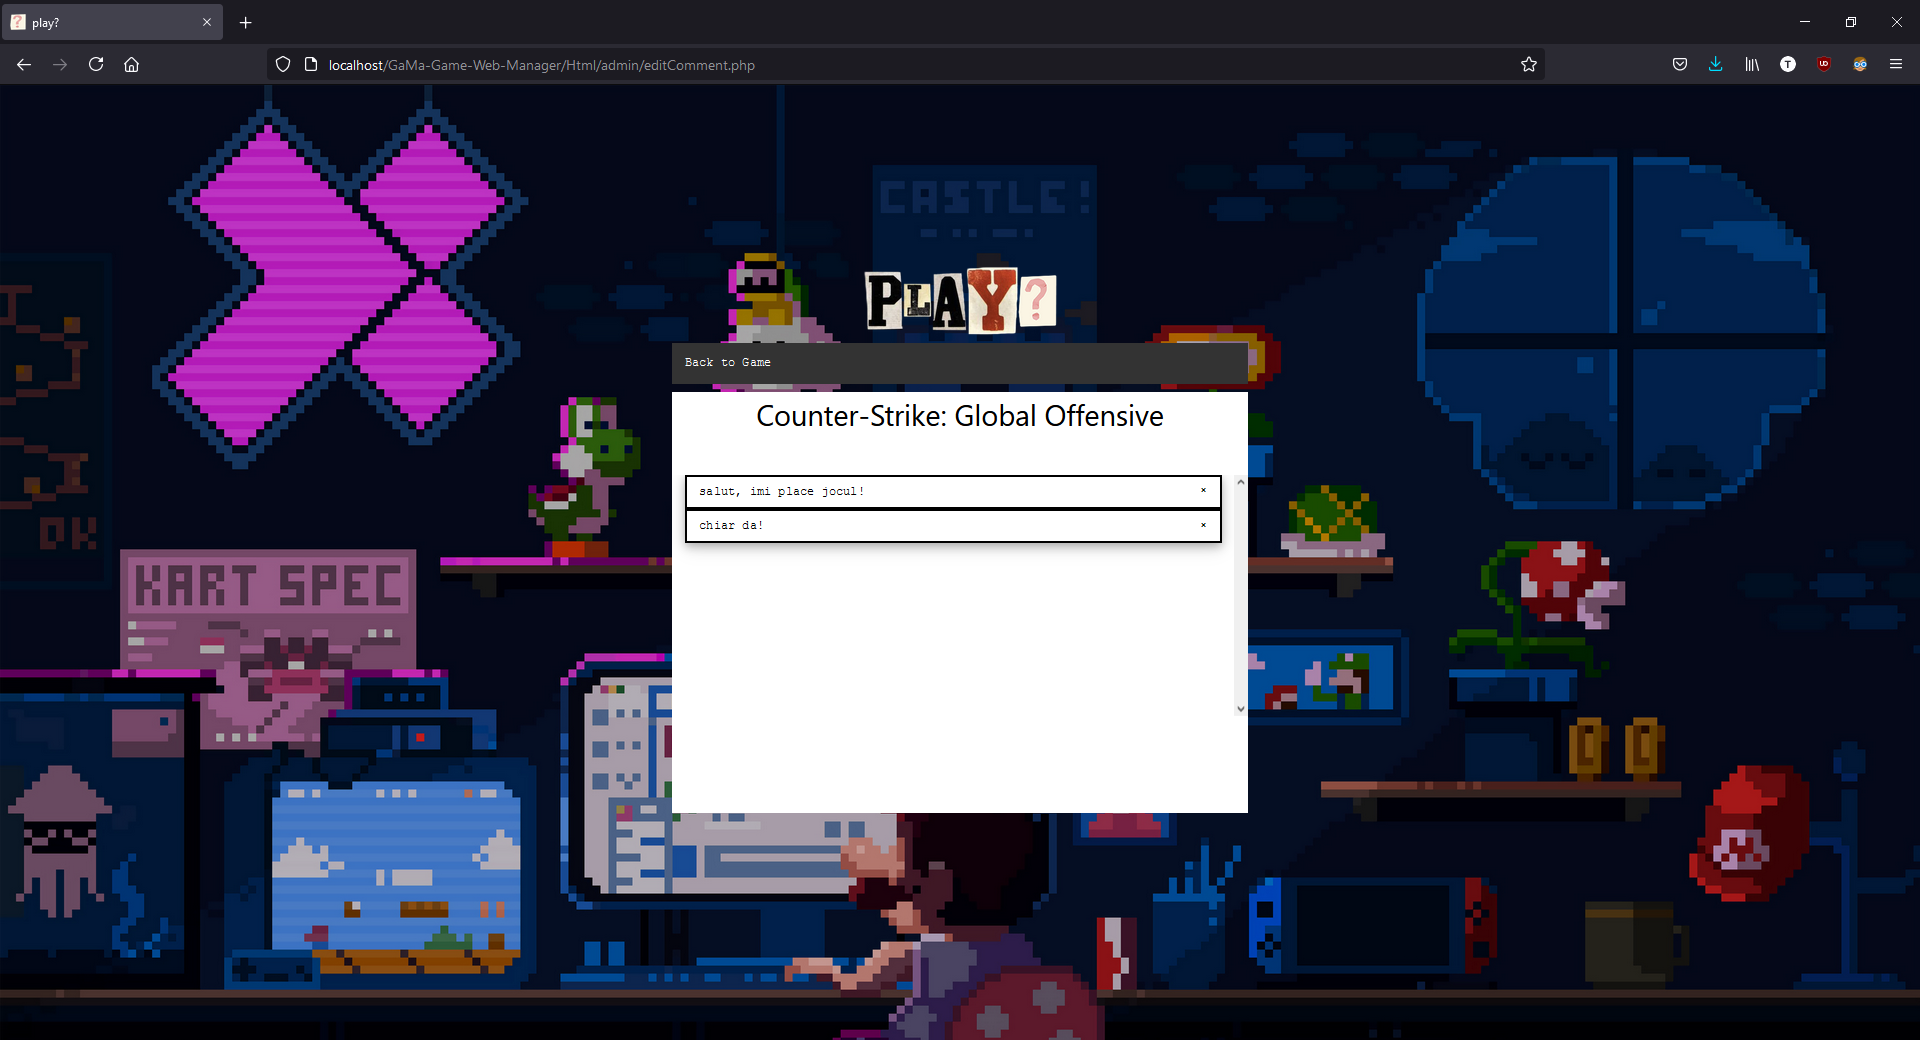 play?
localhost/GaMa-Game-Web-Manager/Html/admin/editComment.php
CASTLE!
PLAY?
Back to Game
Counter-Strike: Global Offensive
salut, imi place jocul!
chiar da!
OK
KART SPEC